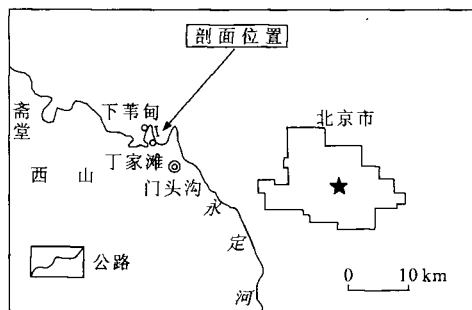 剖面位置
斋堂
下苇甸
北京市
丁家滩
西山
门头沟
永定河
公路
0 10 km